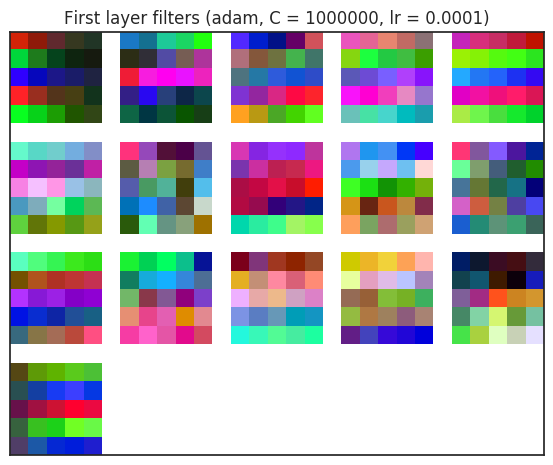 First layer filters (adam, C = 1000000, lr = 0.0001)